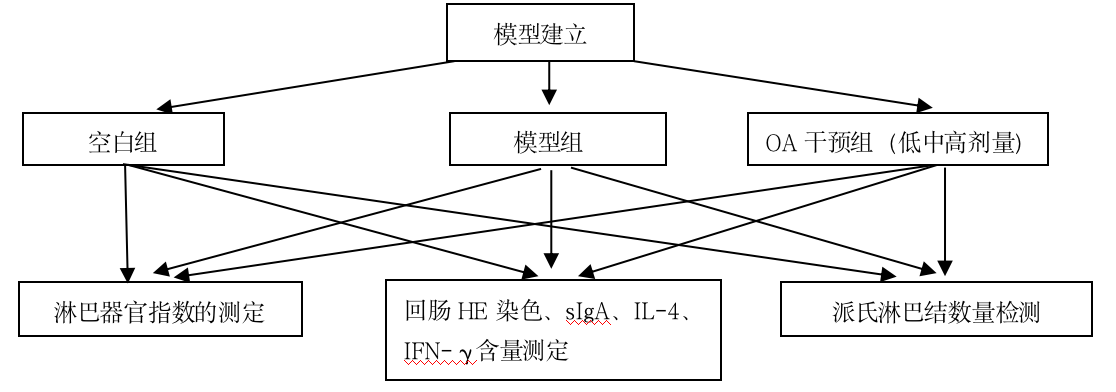 模型建立
空白组
模型组
OA 干预组（低中高剂量）
淋巴器官指数的测定
回肠 HE 染色、sIgA、IL-4、
IFN-γ含量测定
派氏淋巴结数量检测